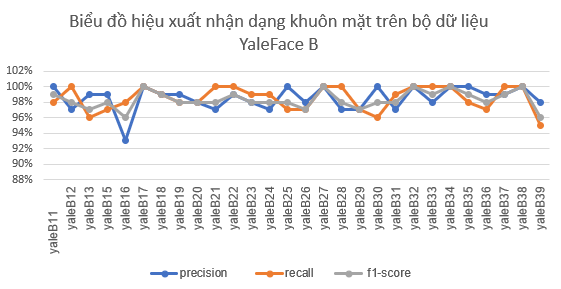 Biểu đồ hiệu xuất nhận dạng khuôn mặt trên bộ dữ liệu
YaleFace B
102%
100%
98%
96%
94%
92%
90%
88%
yaleB11
yaleB12
yaleB13
yaleB15
yaleB16
yaleB17
yaleB18
yaleB19
yaleB20
yaleB21
yaleB22
yaleB23
yaleB24
yaleB25
yaleB26
yaleB27
yaleB28
yaleB29
yaleB30
yaleB31
yaleB32
yaleB33
yaleB34
yaleB35
yaleB36
yaleB37
yaleB38
yaleB39
precision recall f1-score